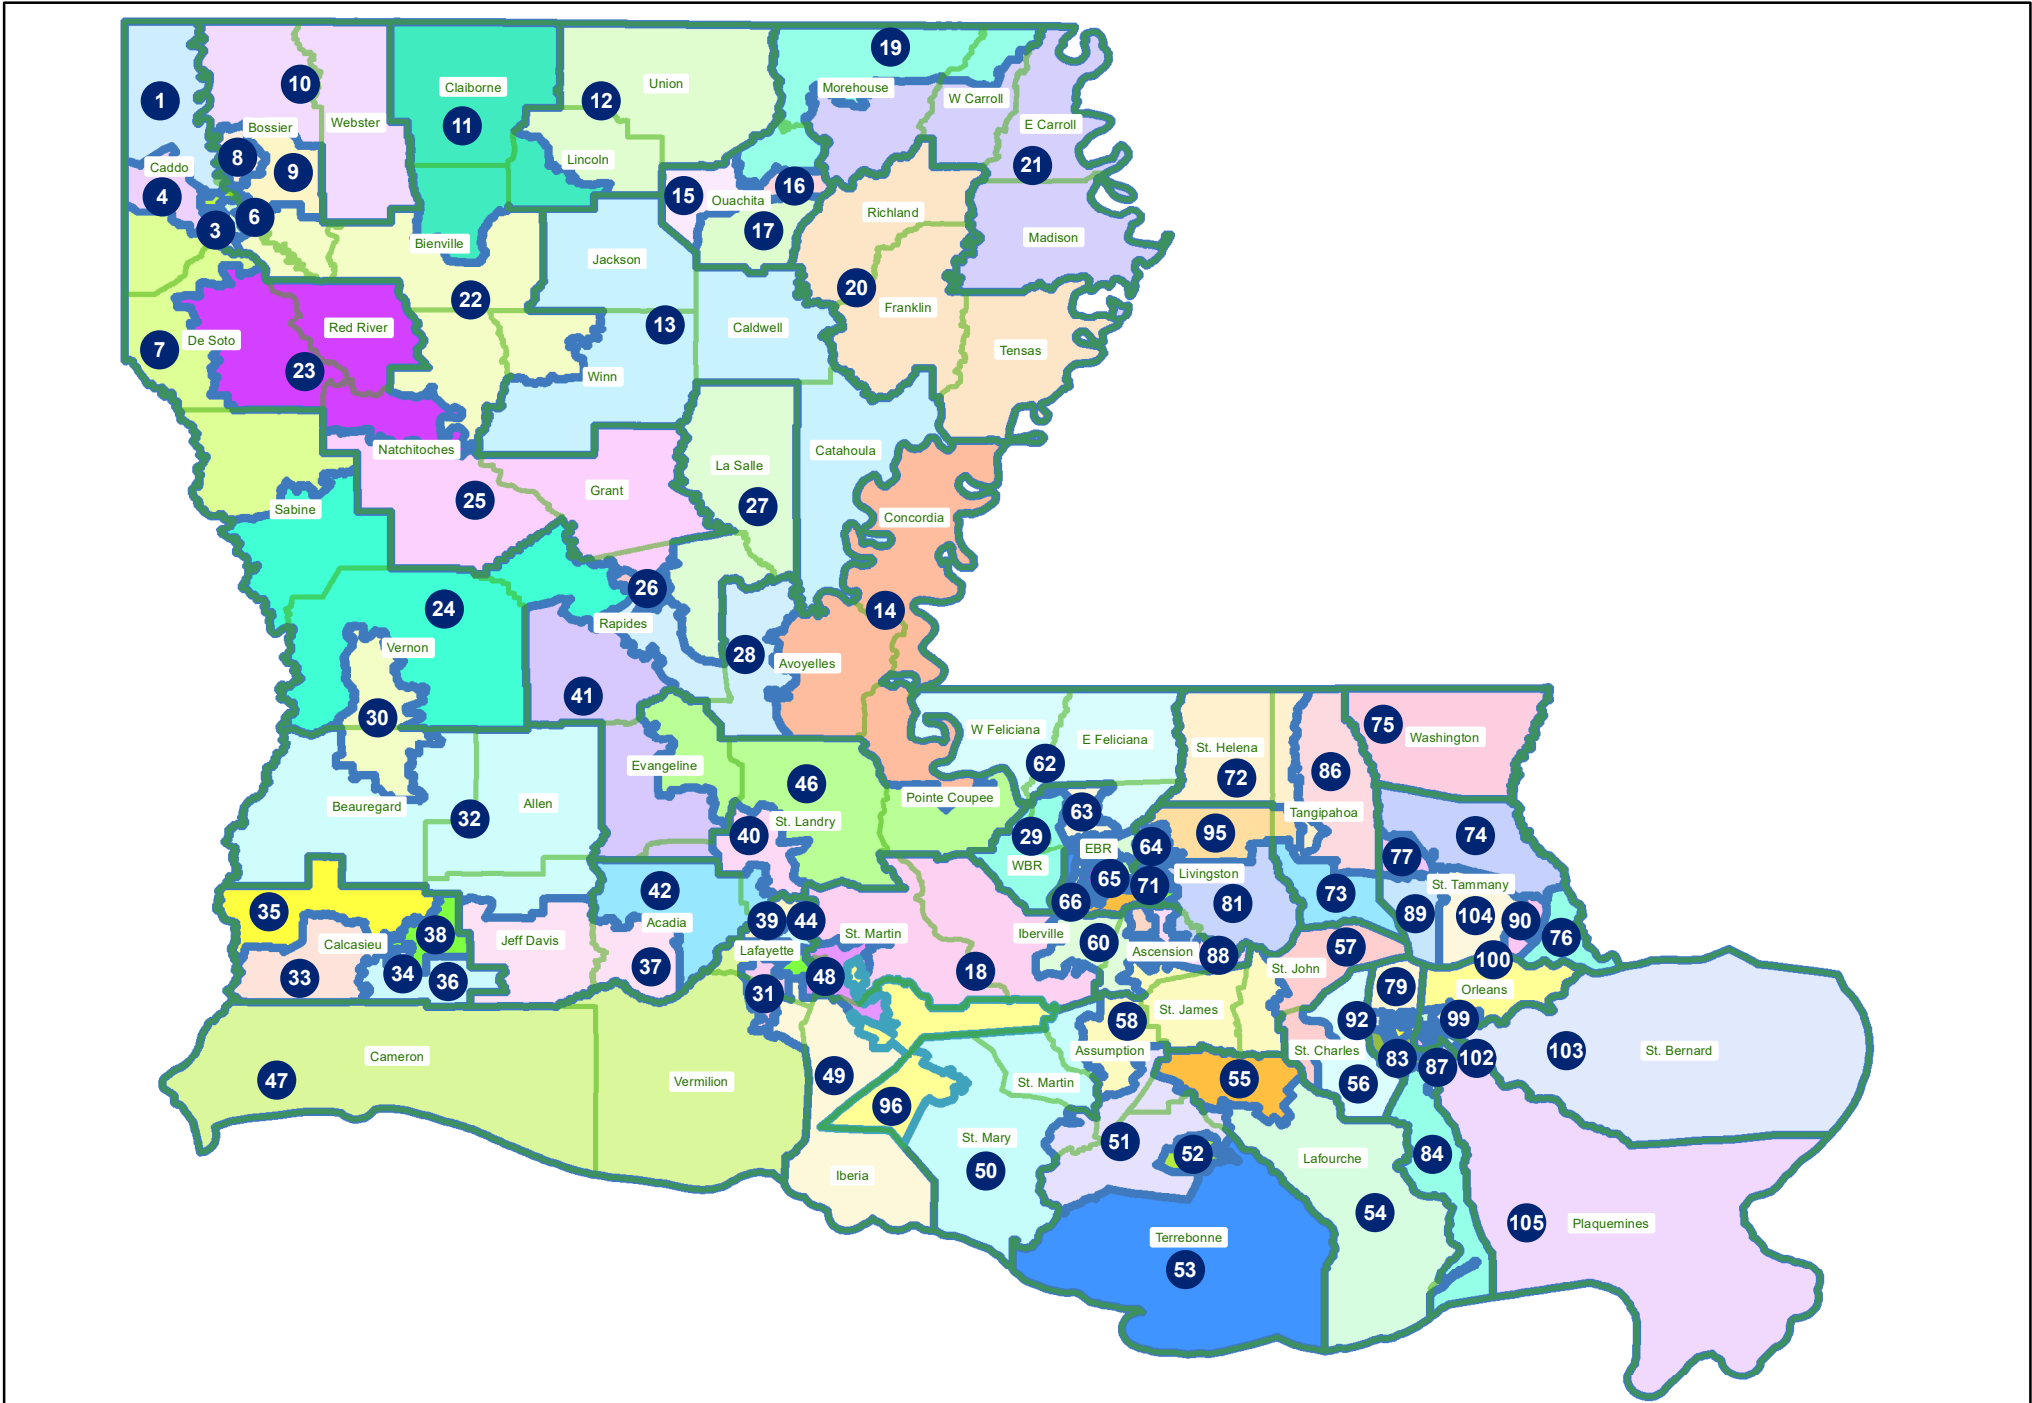 19
10
1
12
Union
Claiborne
Morehouse
W Carroll
11
Webster
Bossier
E Carroll
8
9
Caddo
Lincoln
21
4
15
16
Ouachita
6
3
17
Richland
Bienville
Madison
Jackson
22
20
13
Franklin
Red River
Caldwell
De Soto
7
23
Tensas
Winn
Natchitoches
Catahoula
La Salle
25
Grant
27
Sabine
Concordia
26
24
14
Rapides
Vernon
28
Avoyelles
41
30
75
W Feliciana
E Feliciana
Washington
St. Helena
62
72
86
Evangeline
46
Pointe Coupee
Beauregard
Allen
32
63
Tangipahoa
St. Landry
40
29
95
74
EBR
64
77
WBR
65
71
Livingston
St. Tammany
42
35
66
81
73
Acadia
39
44
89
104
90
38
Calcasieu
Jeff Davis
St. Martin
Iberville
60
57
76
Lafayette
Ascension
88
100
37
33
34
36
48
18
St. John
31
79
Orleans
St. James
58
92
99
Assumption
St. Charles
103
St. Bernard
Cameron
83
87
102
47
Vermilion
49
St. Martin
55
56
96
St. Mary
51
52
84
50
Iberia
Lafourche
54
105
Plaquemines
Terrebonne
53